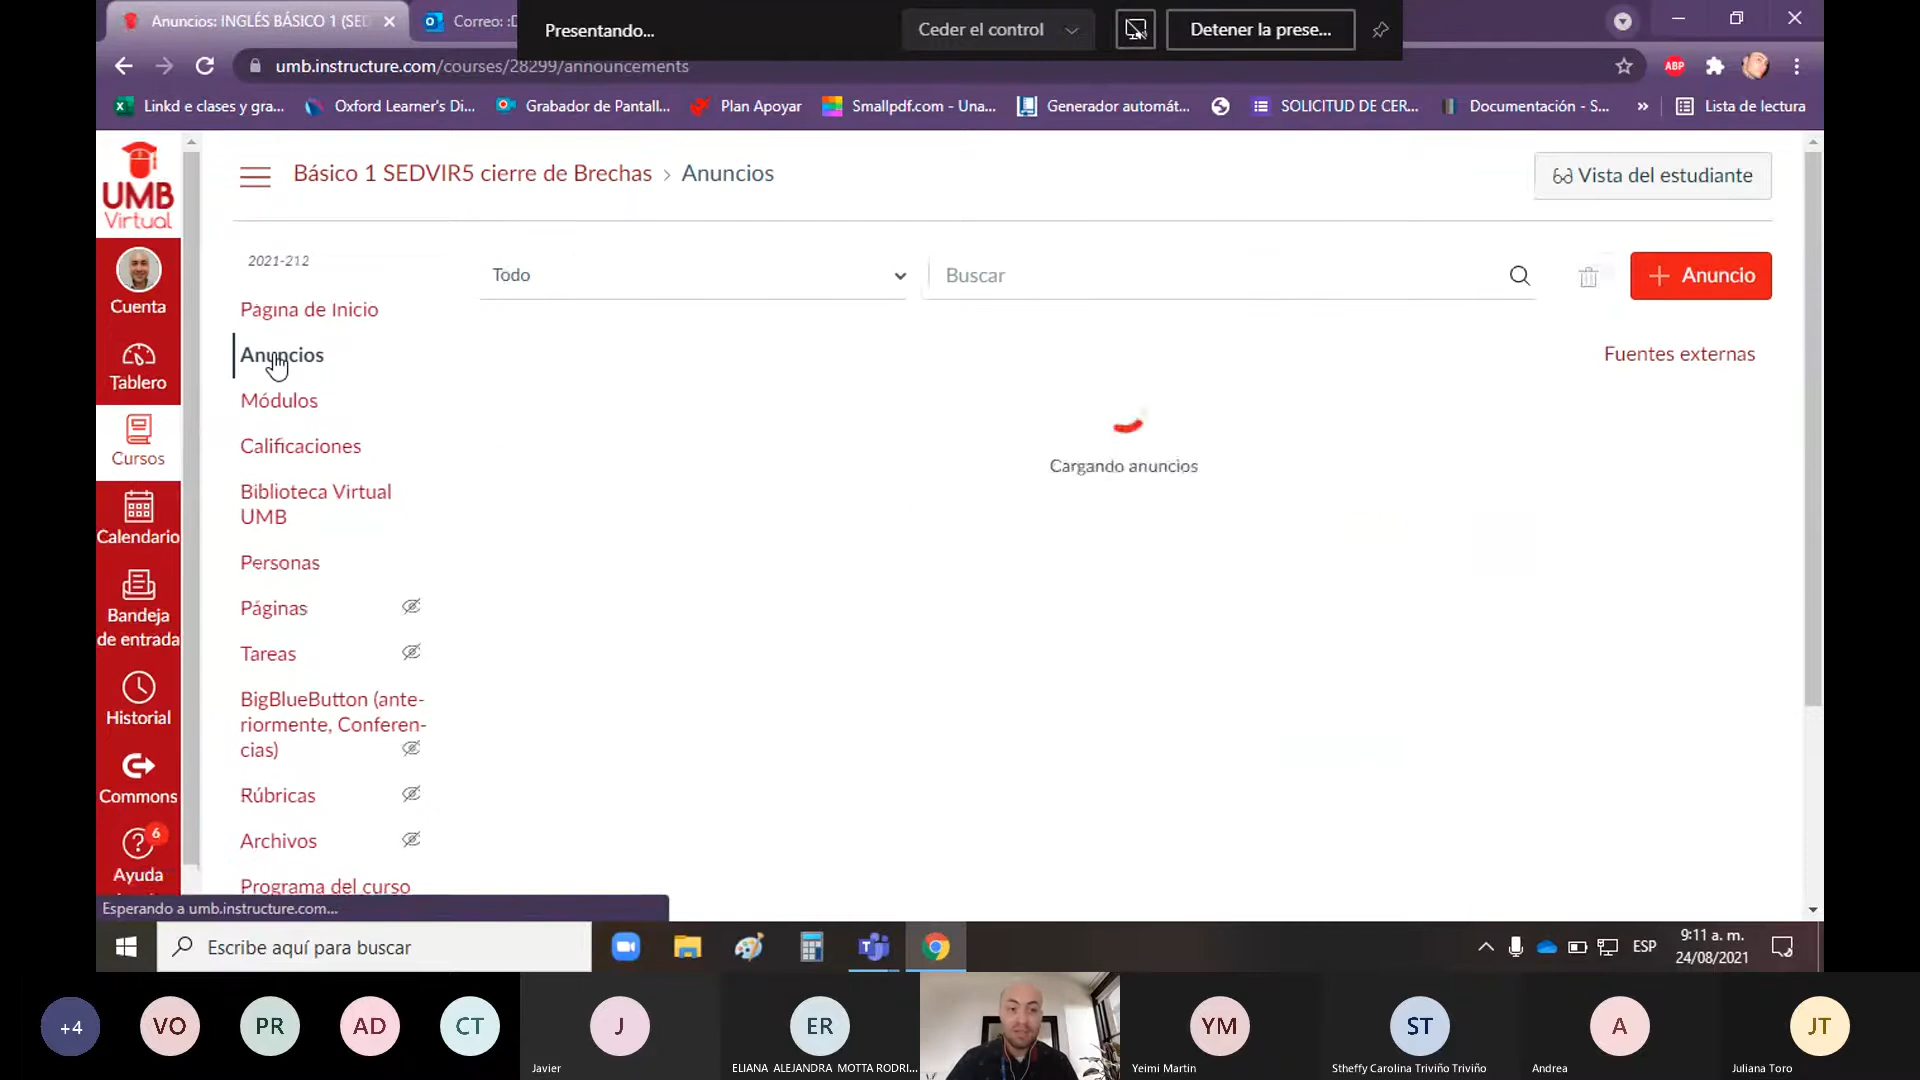 Anuncios: INGLÉS BÁSICO 1 (SED
Correo: :D
Presentando...
Ceder el control
Detener la prese...
umb.instructure.com/courses/28299/announcements
ABP
Linkd e clases y gra...
Oxford Learner's Di...
Grabador de Pantall...
Plan Apoyar
Smallpdf.com - Una...
Generador automát...
SOLICITUD DE CER...
Documentación - S...
»
Lista de lectura
UMB
Virtual
Básico 1 SEDVIR5 cierre de Brechas › Anuncios
Vista del estudiante
2021-212
Todo
Buscar
+ Anuncio
Cuenta
Tablero
Cursos
Calendario
Bandeja
de entrada
Historial
Commons
6
Ayuda
Página de Inicio
Anuncios
Módulos
Calificaciones
Biblioteca Virtual
UMB
Personas
Páginas
Tareas
BigBlueButton (ante-
riormente, Conferen-
cias)
Rúbricas
Archivos
Programa del curso
Fuentes externas
Cargando anuncios
Esperando a umb.instructure.com...
Escribe aquí para buscar
ESP
9:11 a. m.
24/08/2021
+4
VO
PR
AD
CT
J
Javier
ER
ELIANA ALEJANDRA MOTTA RODRI...
YM
Yeimi Martin
ST
Stheffy Carolina Triviño Triviño
A
Andrea
JT
Juliana Toro